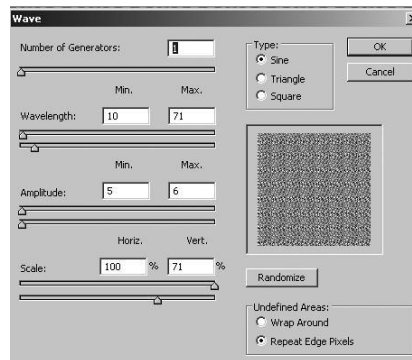 Wave
Number of Generators: 1
Min. Max.
Wavelength: 10 71
Min. Max.
Amplitude: 5 6
Horiz. Vert.
Scale: 100 % 71 %
Type:
Sine
Triangle
Square
OK
Cancel
Randomize
Undefined Areas:
Wrap Around
Repeat Edge Pixels